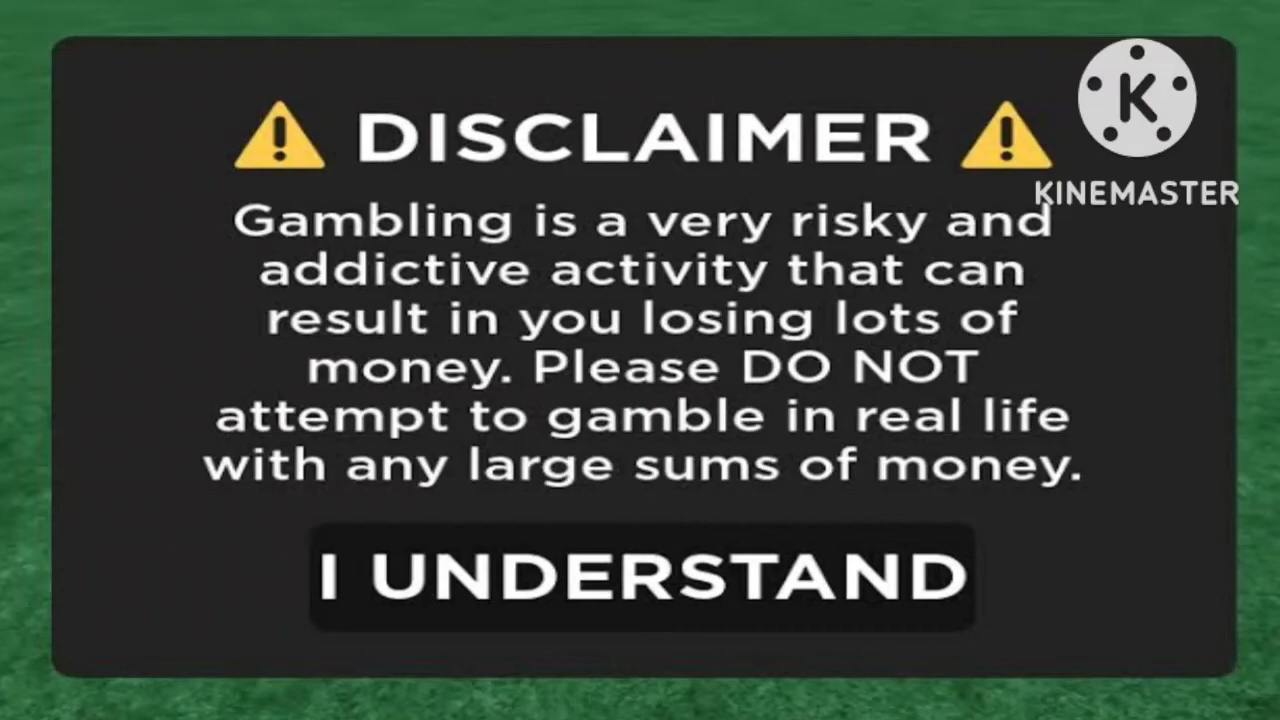 ⚠ DISCLAIMER ⚠
K
KINEMASTER
Gambling is a very risky and
addictive activity that can
result in you losing lots of
money. Please DO NOT
attempt to gamble in real life
with any large sums of money.
I UNDERSTAND